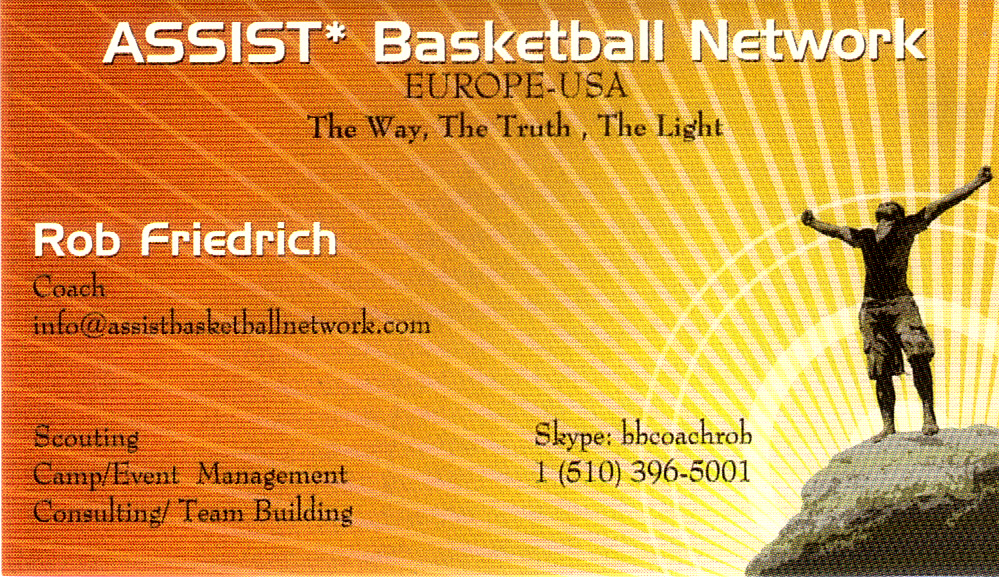 ASSIST* Basketball Network
EUROPE-USA
The Way, The Truth , The Light
Rob Friedrich
Coach
info@assistbasketballnetwork.com
Scouting
Camp/Event Management
Consulting/ Team Building
Skype: bbcoachrob
1 (510) 396-5001